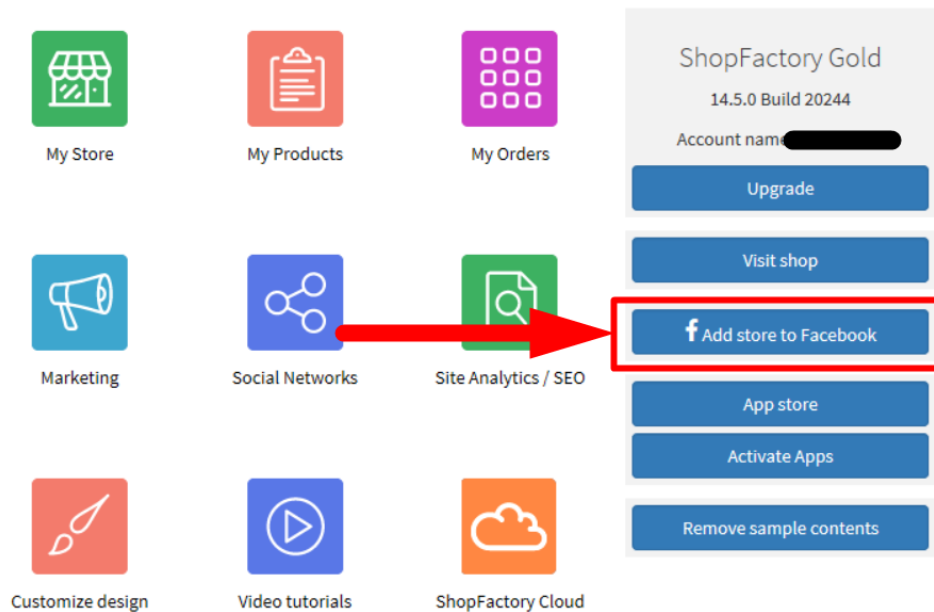 My Store
My Products
My Orders
Marketing
Social Networks
Site Analytics / SEO
Customize design
Video tutorials
ShopFactory Cloud
ShopFactory Gold
14.5.0 Build 20244
Account name
Upgrade
Visit shop
f Add store to Facebook
App store
Activate Apps
Remove sample contents